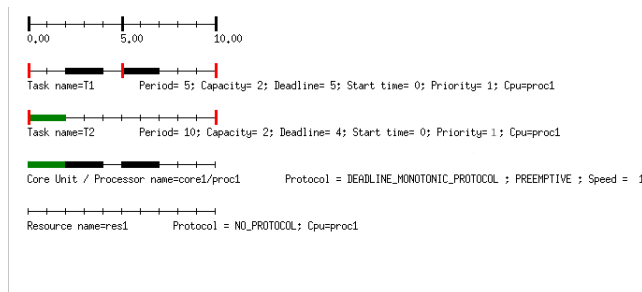 0.00 5.00 10.00
Task name=T1 Period= 5; Capacity= 2; Deadline= 5; Start time= 0; Priority= 1; Cpu=proc1
Task name=T2 Period= 10; Capacity= 2; Deadline= 4; Start time= 0; Priority= 1; Cpu=proc1
Core Unit / Processor name=core1/proc1 Protocol = DEADLINE_MONOTONIC_PROTOCOL ; PREEMPTIVE ; Speed = 1
Resource name=res1 Protocol = NO_PROTOCOL; Cpu=proc1